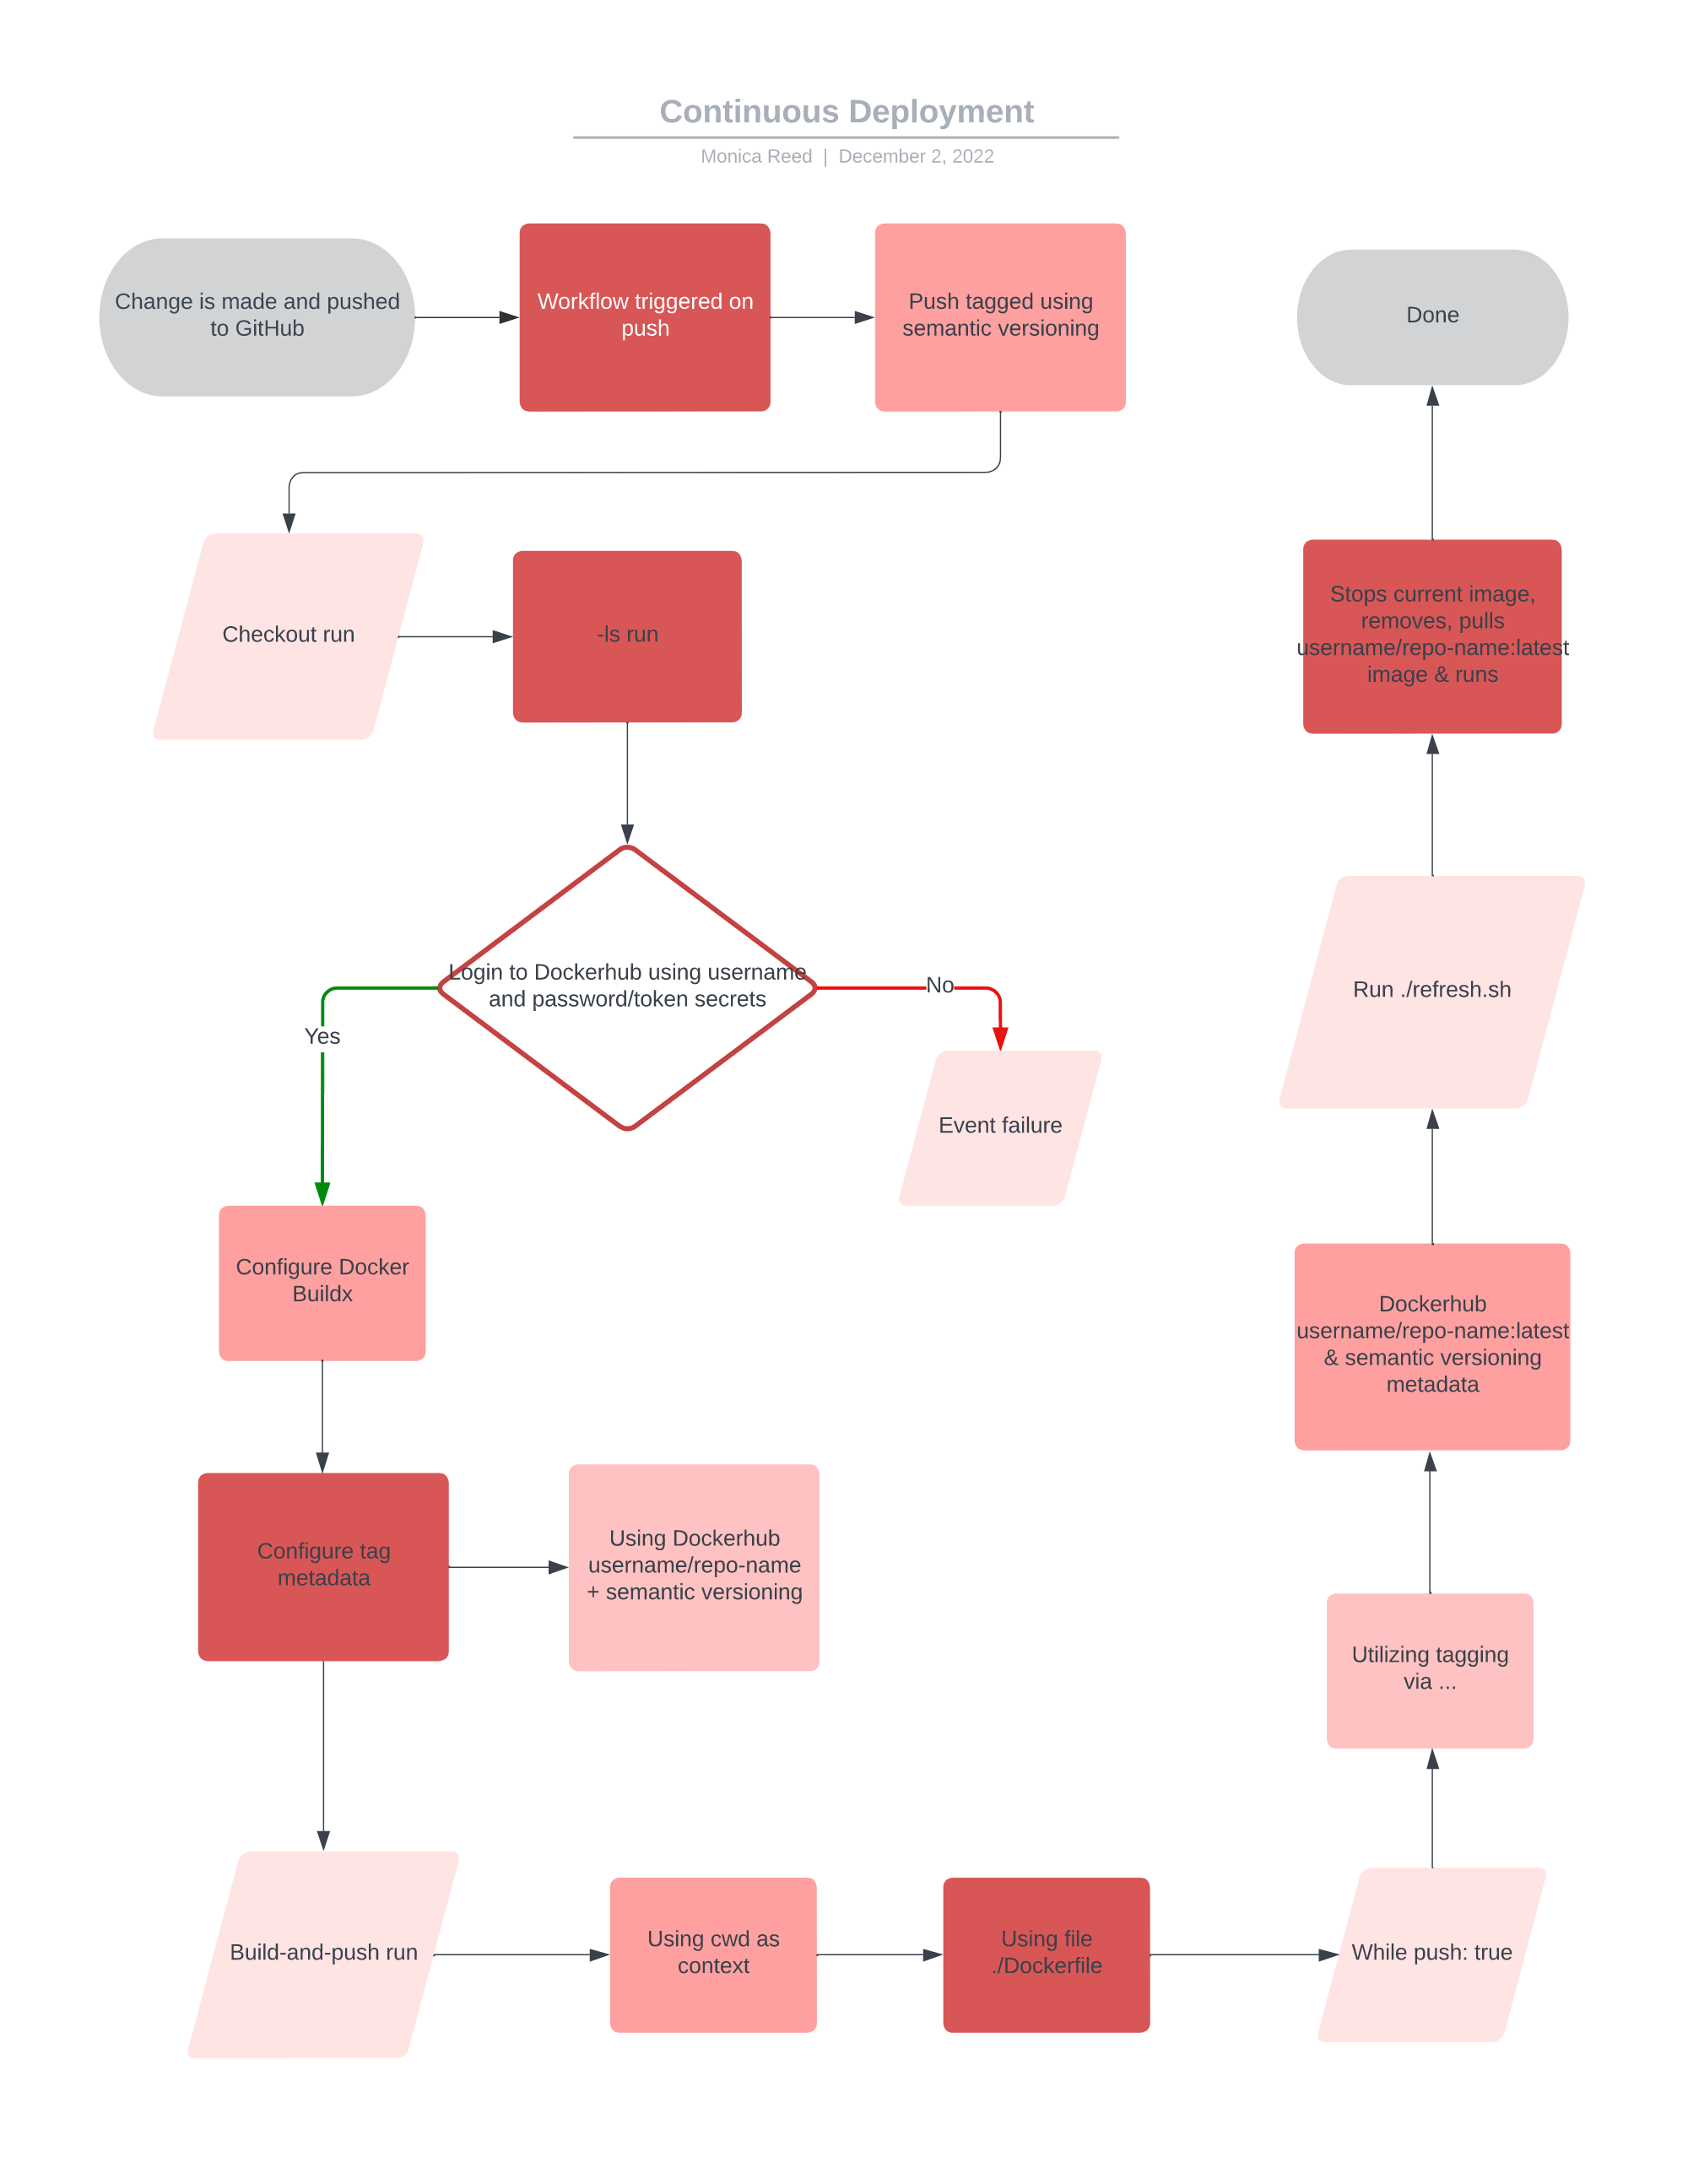 Continuous Deployment
Monica Reed | December 2, 2022
Change is made and pushed
to GitHub
Workflow triggered on
push
Push tagged using
semantic versioning
Checkout run
-ls run
Login to Dockerhub using username
and password/token secrets
Yes
No
Event failure
Configure Docker
Buildx
Configure tag
metadata
Using Dockerhub
username/repo-name
+ semantic versioning
Build-and-push run
Using cwd as
context
Using file
./Dockerfile
While push: true
Utilizing tagging
via ...
Dockerhub
username/repo-name:latest
& semantic versioning
metadata
Run ./refresh.sh
Stops current image,
removes, pulls
username/repo-name:latest
image & runs
Done